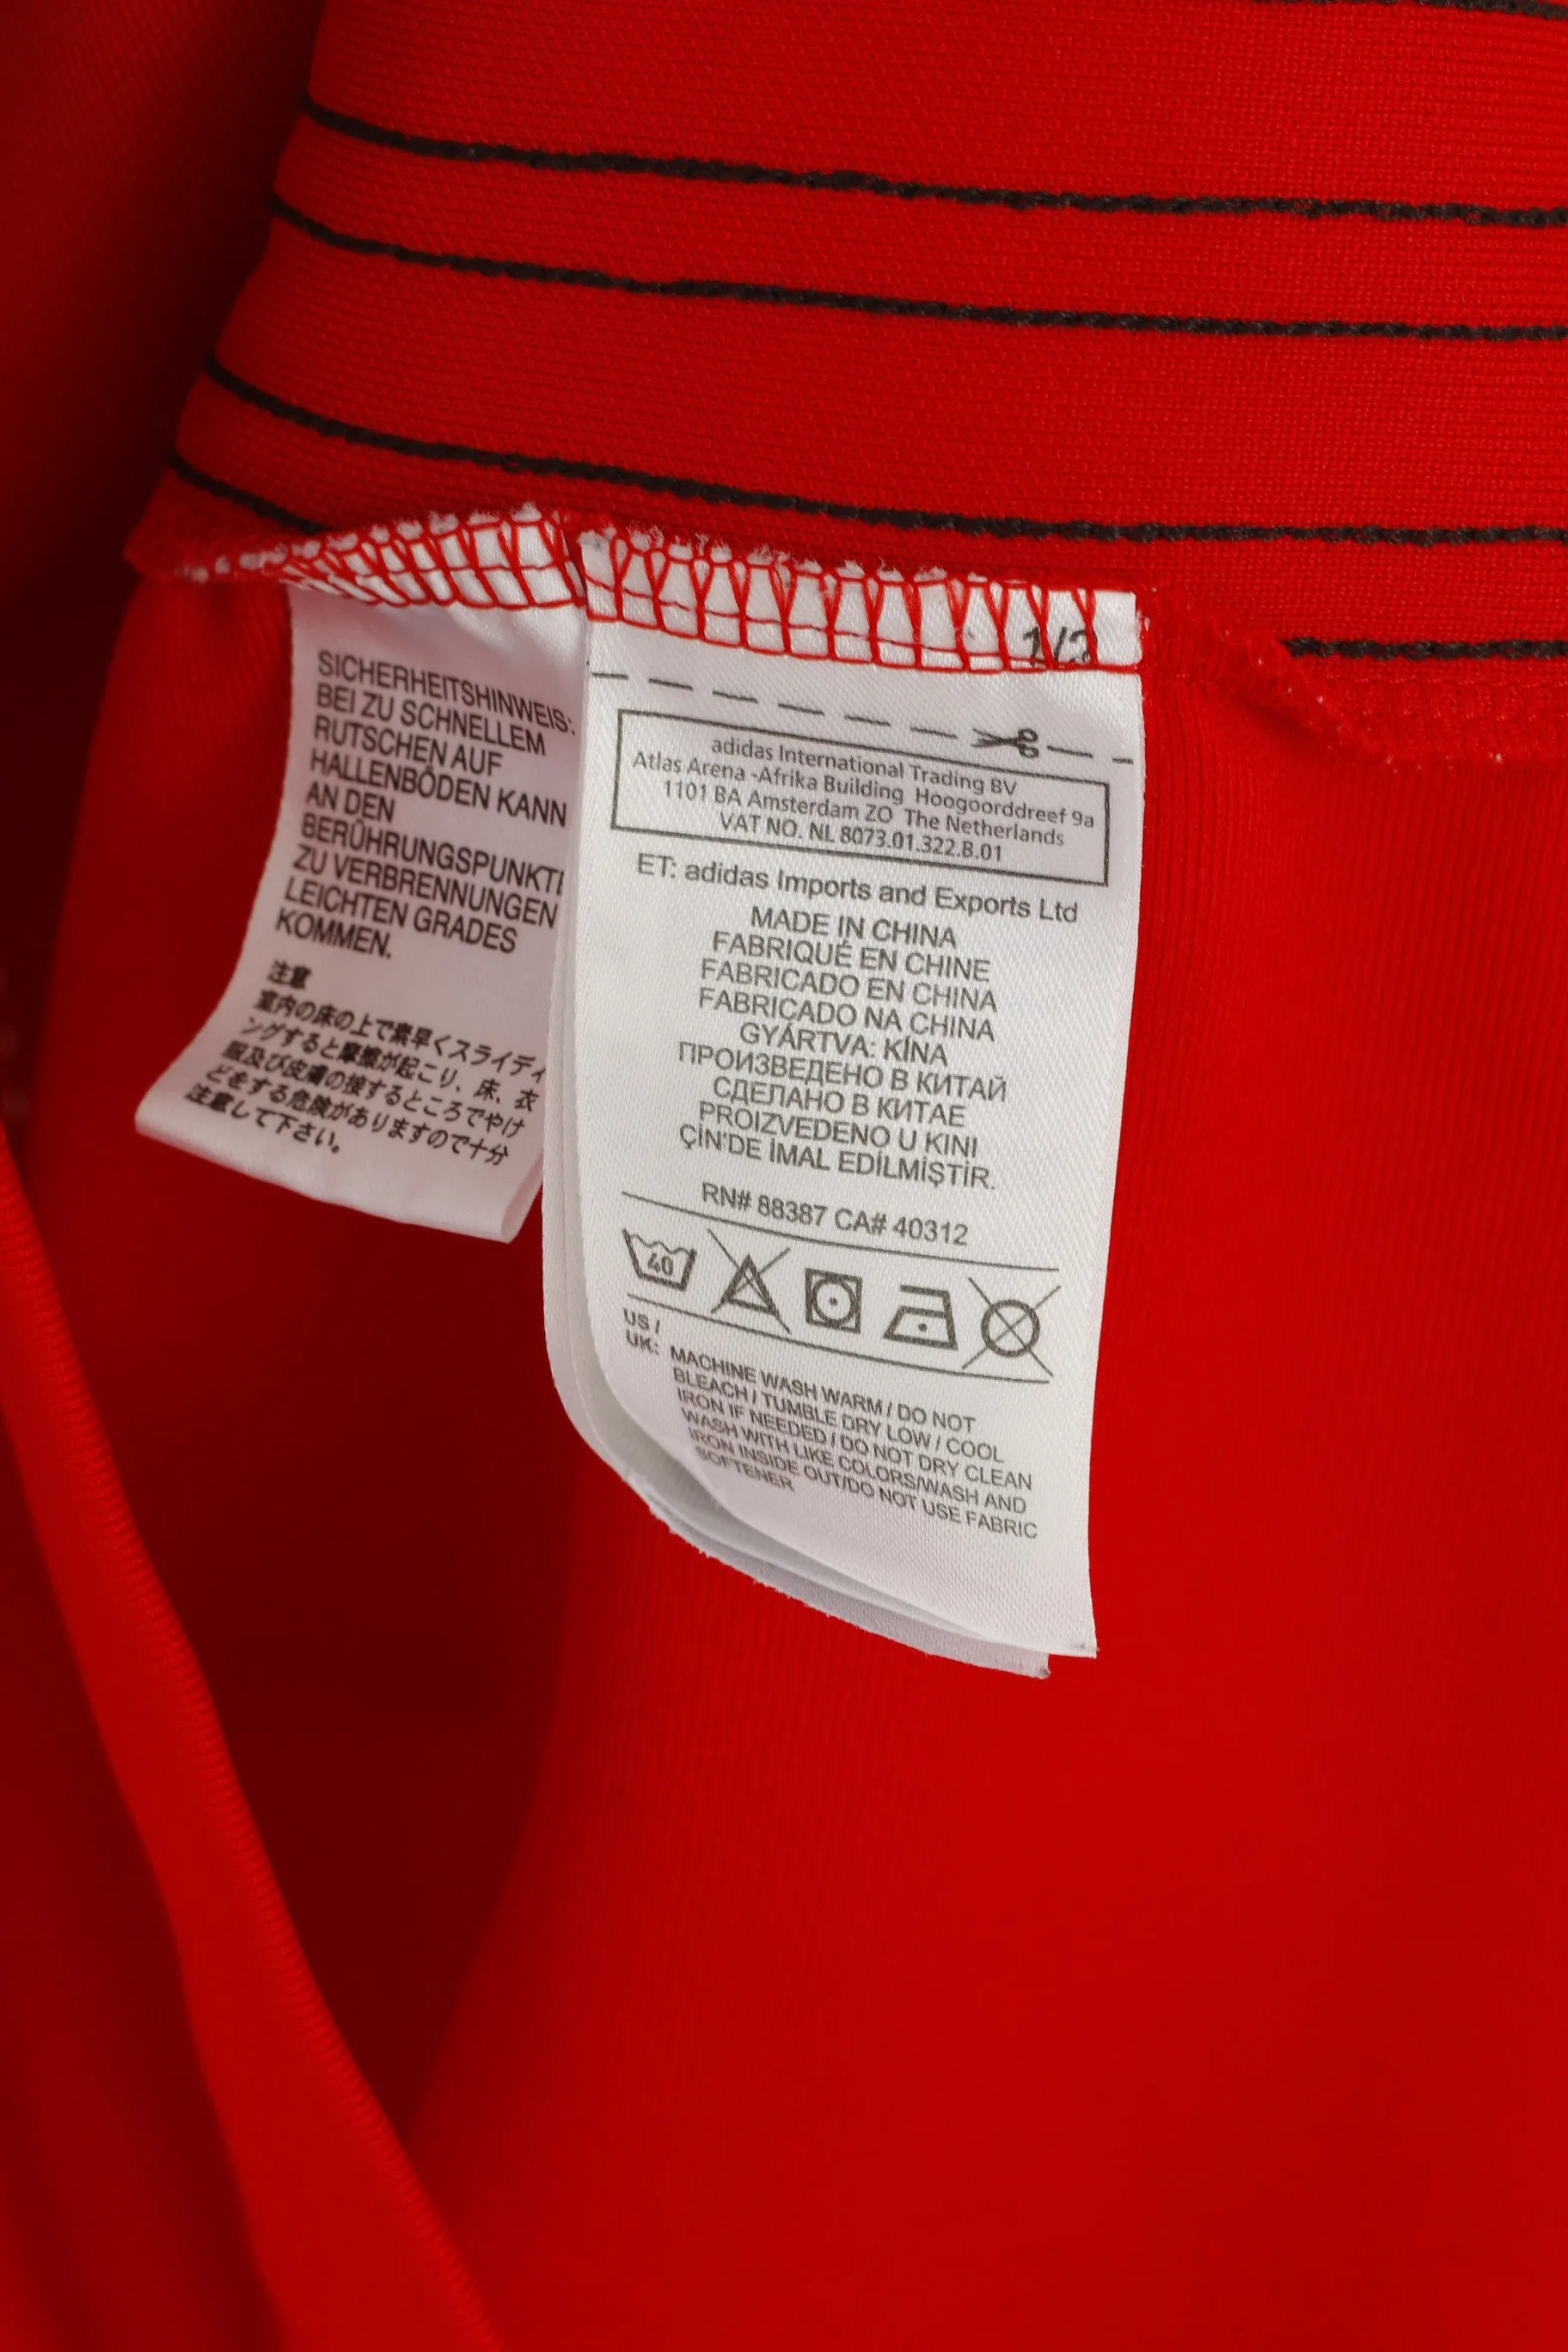 SICHERHEITSHINWEIS:
BEI ZU SCHNELLEM
RUTSCHEN AUF
HALLENBÖDEN KANN
AN DEN
BERÜHRUNGSPUNKTE
ZU VERBRENNUNGEN
LEICHTEN GRADES
KOMMEN.
注意
室内の床の上で素早くスライディ
ングすると摩擦が起こり、床、衣
服及び皮膚の接するところでやけ
どをする危険がありますので十分
注意して下さい。
1/2
adidas International Trading BV
Atlas Arena -Afrika Building Hoogoorddreef 9a
1101 BA Amsterdam ZO The Netherlands
VAT NO. NL 8073.01.322.B.01
ET: adidas Imports and Exports Ltd
MADE IN CHINA
FABRIQUÉ EN CHINE
FABRICADO EN CHINA
FABRICADO NA CHINA
GYÁRTVA: KÍNA
ПРОИЗВЕДЕНО В КИТАЙ
СДЕЛАНО В КИТАЕ
PROIZVEDENO U KINI
ÇİN'DE İMAL EDİLMİŞTİR.
RN# 88387 CA# 40312
40
US /
UK: MACHINE WASH WARM / DO NOT
BLEACH / TUMBLE DRY LOW / COOL
IRON IF NEEDED / DO NOT DRY CLEAN
WASH WITH LIKE COLORS/WASH AND
IRON INSIDE OUT/DO NOT USE FABRIC
SOFTENER